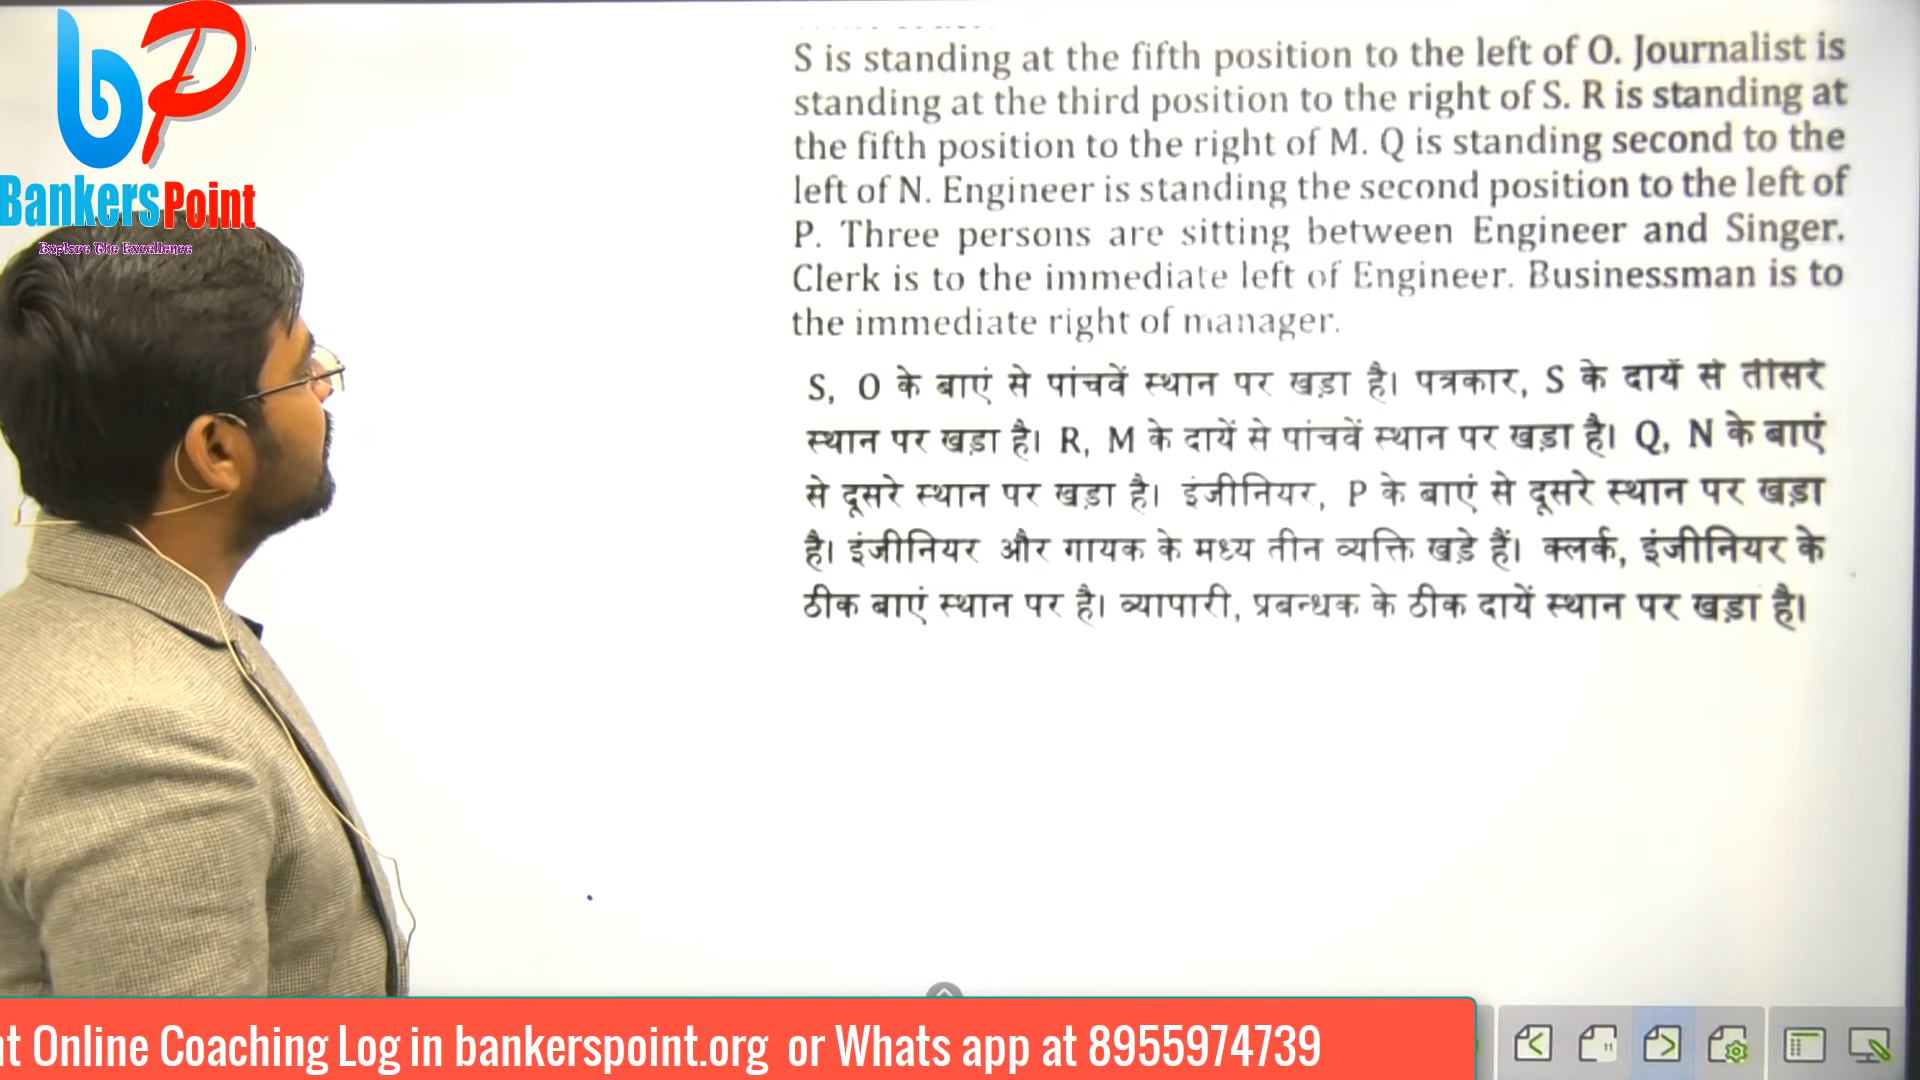 BankersPoint
Explore The Excellence
S is standing at the fifth position to the left of O. Journalist is
standing at the third position to the right of S. R is standing at
the fifth position to the right of M. Q is standing second to the
left of N. Engineer is standing the second position to the left of
P. Three persons are sitting between Engineer and Singer.
Clerk is to the immediate left of Engineer. Businessman is to
the immediate right of manager.
S, O के बाएं से पांचवें स्थान पर खड़ा है। पत्रकार, S के दायें से तीसरे
स्थान पर खड़ा है। R, M के दायें से पांचवें स्थान पर खड़ा है। Q, N के बाएं
से दूसरे स्थान पर खड़ा है। इंजीनियर, P के बाएं से दूसरे स्थान पर खड़ा
है। इंजीनियर और गायक के मध्य तीन व्यक्ति खड़े हैं। क्लर्क, इंजीनियर के
ठीक बाएं स्थान पर है। व्यापारी, प्रबन्धक के ठीक दायें स्थान पर खड़ा है।
nt Online Coaching Log in bankerspoint.org or Whats app at 8955974739
11